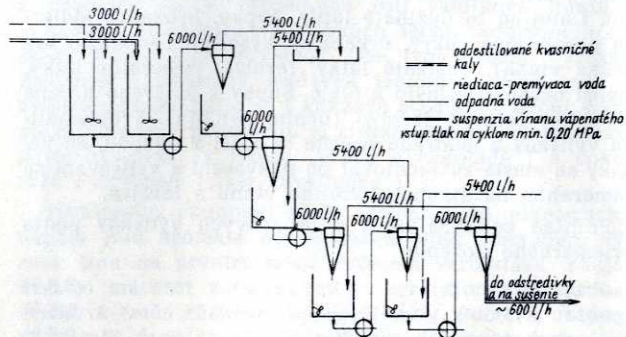 3000 l/h
3000 l/h
6000 l/h
5400 l/h
5400 l/h
oddestilované kvasničné
kaly
riediaca-premývaca voda
odpadná voda
suspenzia vínanu vápenatého
vstup. tlak na cyklone min. 0,20 MPa
6000
l/h
5400 l/h
5400 l/h
5400 l/h
6000 l/h
6000 l/h
6000 l/h
do odstredivky
a na sušenie
~ 600 l/h